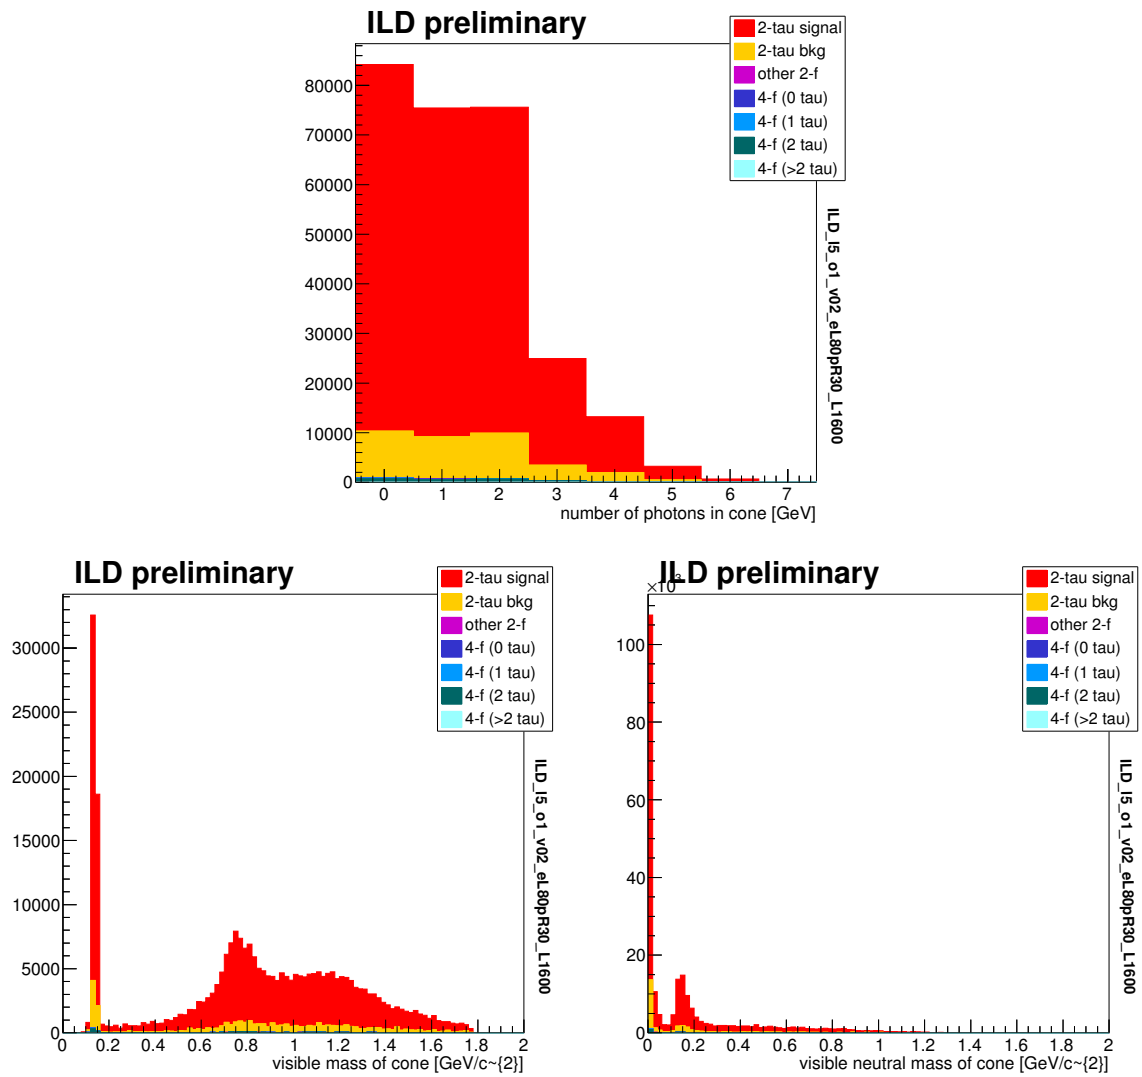 ILD preliminary
2-tau signal
2-tau bkg
other 2-f
4-f (0 tau)
4-f (1 tau)
4-f (2 tau)
4-f (>2 tau)
80000
70000
60000
50000
40000
30000
20000
10000
0
0 1 2 3 4 5 6 7
number of photons in cone [GeV]
ILD_l5_o1_v02_eL80pR30_L1600
ILD preliminary
2-tau signal
2-tau bkg
other 2-f
4-f (0 tau)
4-f (1 tau)
4-f (2 tau)
4-f (>2 tau)
30000
25000
20000
15000
10000
5000
0
0 0.2 0.4 0.6 0.8 1 1.2 1.4 1.6 1.8 2
visible mass of cone [GeV/c~{2}]
ILD_l5_o1_v02_eL80pR30_L1600
ILD preliminary
×10³
2-tau signal
2-tau bkg
other 2-f
4-f (0 tau)
4-f (1 tau)
4-f (2 tau)
4-f (>2 tau)
100
80
60
40
20
0
0 0.2 0.4 0.6 0.8 1 1.2 1.4 1.6 1.8 2
visible neutral mass of cone [GeV/c~{2}]
ILD_l5_o1_v02_eL80pR30_L1600